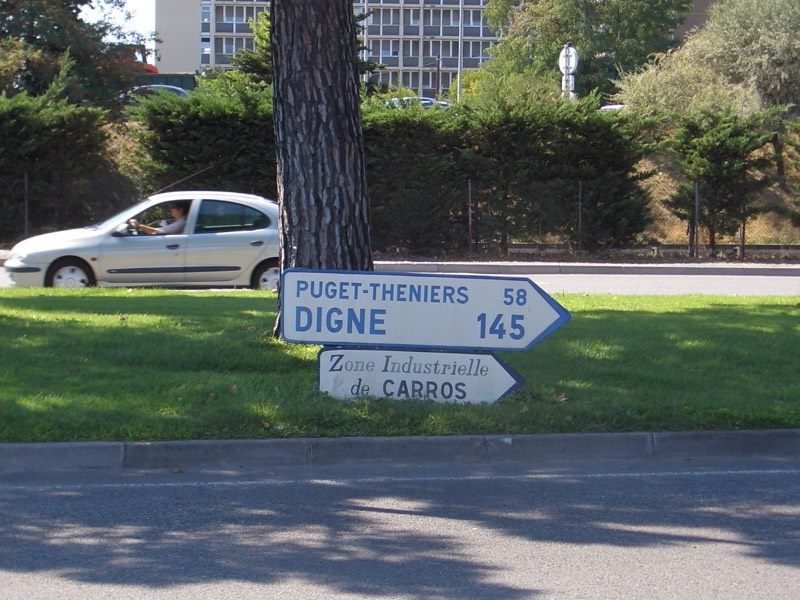 PUGET-THENIERS 58
DIGNE 145
Zone Industrielle
de CARROS